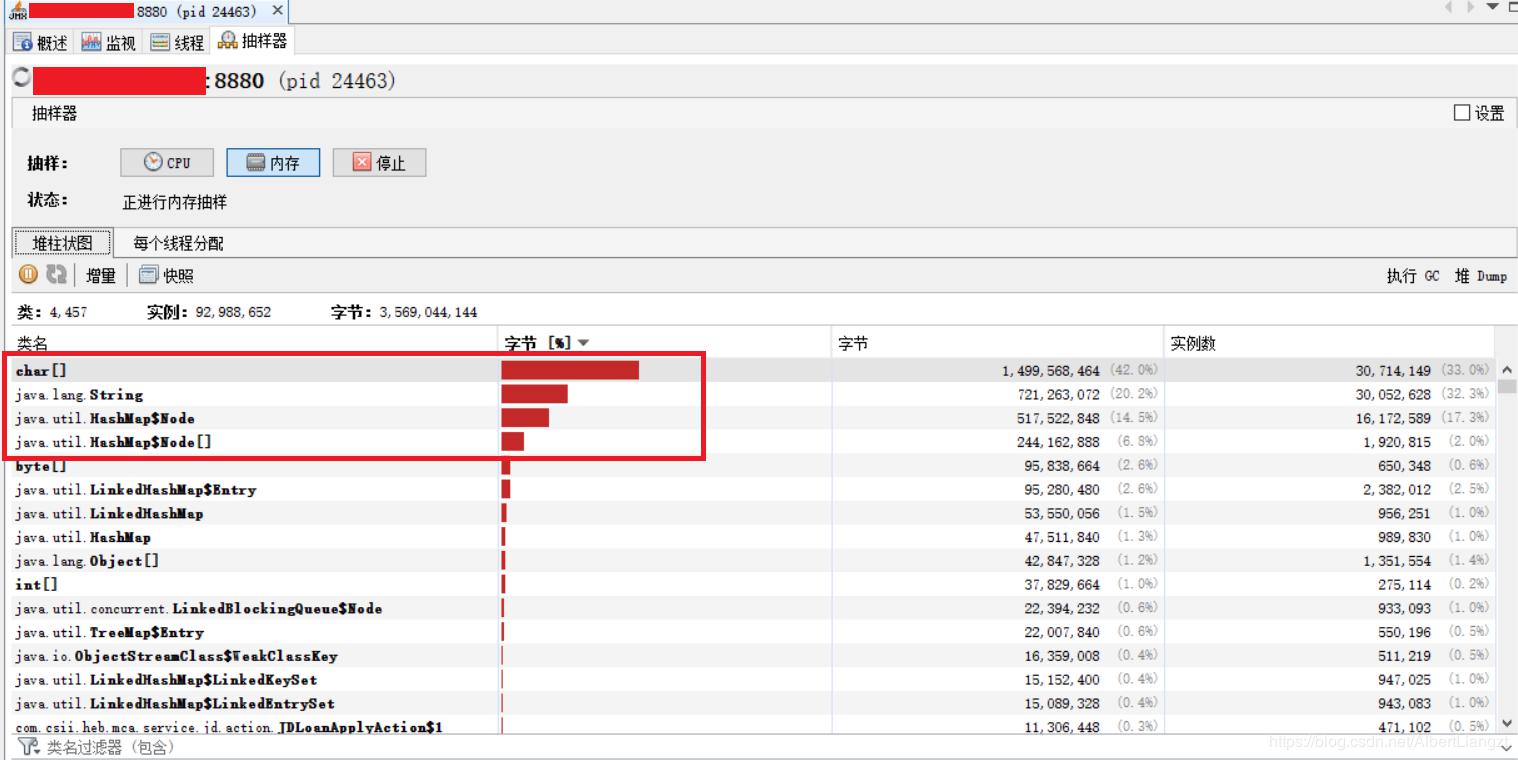 JMX 8880 (pid 24463)
概述 监视 线程 抽样器
:8880 (pid 24463)
抽样器 设置
抽样: CPU 内存 停止
状态: 正进行内存抽样
堆柱状图 每个线程分配
增量 快照 执行 GC 堆 Dump
类: 4,457 实例: 92,988,652 字节: 3,569,044,144
类名 字节 [%] 字节 实例数
char[] 1,499,568,464 (42.0%) 30,714,149 (33.0%)
java.lang.String 721,263,072 (20.2%) 30,052,628 (32.3%)
java.util.HashMap$Node 517,522,848 (14.5%) 16,172,589 (17.3%)
java.util.HashMap$Node[] 244,162,888 (6.8%) 1,920,815 (2.0%)
byte[] 95,838,664 (2.6%) 650,348 (0.6%)
java.util.LinkedHashMap$Entry 95,280,480 (2.6%) 2,382,012 (2.5%)
java.util.LinkedHashMap 53,550,056 (1.5%) 956,251 (1.0%)
java.util.HashMap 47,511,840 (1.3%) 989,830 (1.0%)
java.lang.Object[] 42,847,328 (1.2%) 1,351,554 (1.4%)
int[] 37,829,664 (1.0%) 275,114 (0.2%)
java.util.concurrent.LinkedBlockingQueue$Node 22,394,232 (0.6%) 933,093 (1.0%)
java.util.TreeMap$Entry 22,007,840 (0.6%) 550,196 (0.5%)
java.io.ObjectStreamClass$WeakClassKey 16,359,008 (0.4%) 511,219 (0.5%)
java.util.LinkedHashMap$LinkedKeySet 15,152,400 (0.4%) 947,025 (1.0%)
java.util.LinkedHashMap$LinkedEntrySet 15,089,328 (0.4%) 943,083 (1.0%)
com.csii.heb.mca.service.jd.action.JDLoanApplyAction$1 11,306,448 (0.3%) 471,102 (0.5%)
类名过滤器 (包含)